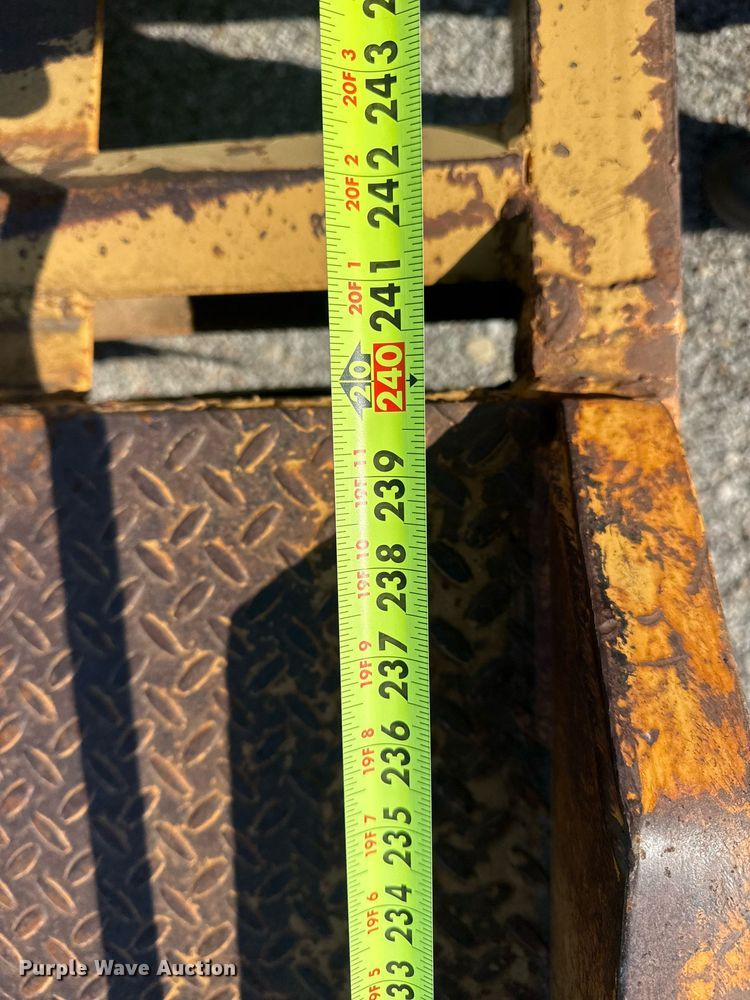 2
20F 3 243
20F 2 242
20F 1 241
20 240
19F 11 239
19F 10 238
19F 9 237
19F 8 236
19F 7 235
19F 6 234
19F 5 233
Purple Wave Auction